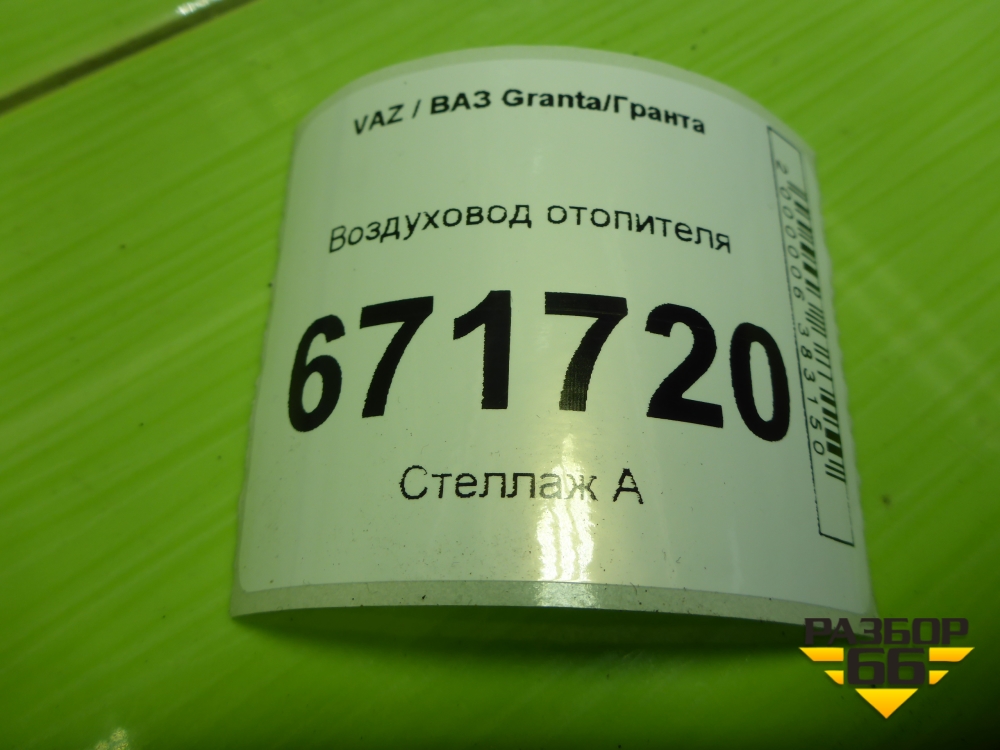 VAZ / ВАЗ Granta/Гранта
Воздуховод отопителя
671720
Стеллаж А
2000006383150
РАЗБОР
66